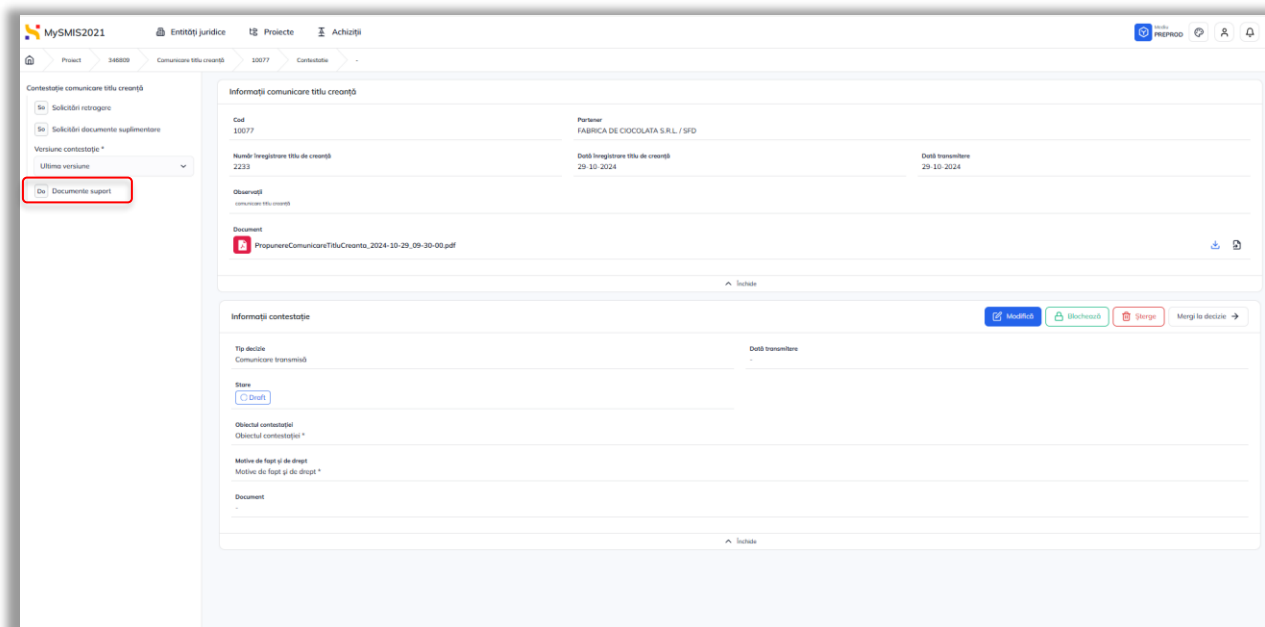 MySMIS2021 Entități juridice Proiecte Achiziții Mediu PREPROD
Proiect 346809 Comunicare titlu creanță 10077 Contestatie -
Contestație comunicare titlu creanță
So Solicitări retragere
So Solicitări documente suplimentare
Versiune contestație *
Ultima versiune
Do Documente suport
Informații comunicare titlu creanță
Cod Partener
10077 FABRICA DE CIOCOLATA S.R.L. / SFD
Număr înregistrare titlu de creanță Dată înregistrare titlu de creanță Dată transmitere
2233 29-10-2024 29-10-2024
Observații
comunicare titlu creanță
Document
PropunereComunicareTitluCreanta_2024-10-29_09-30-00.pdf
Închide
Informații contestație Modifică Blochează Șterge Mergi la decizie
Tip decizie Dată transmitere
Comunicare transmisă -
Stare
Draft
Obiectul contestației
Obiectul contestației *
Motive de fapt și de drept
Motive de fapt și de drept *
Document
-
Închide